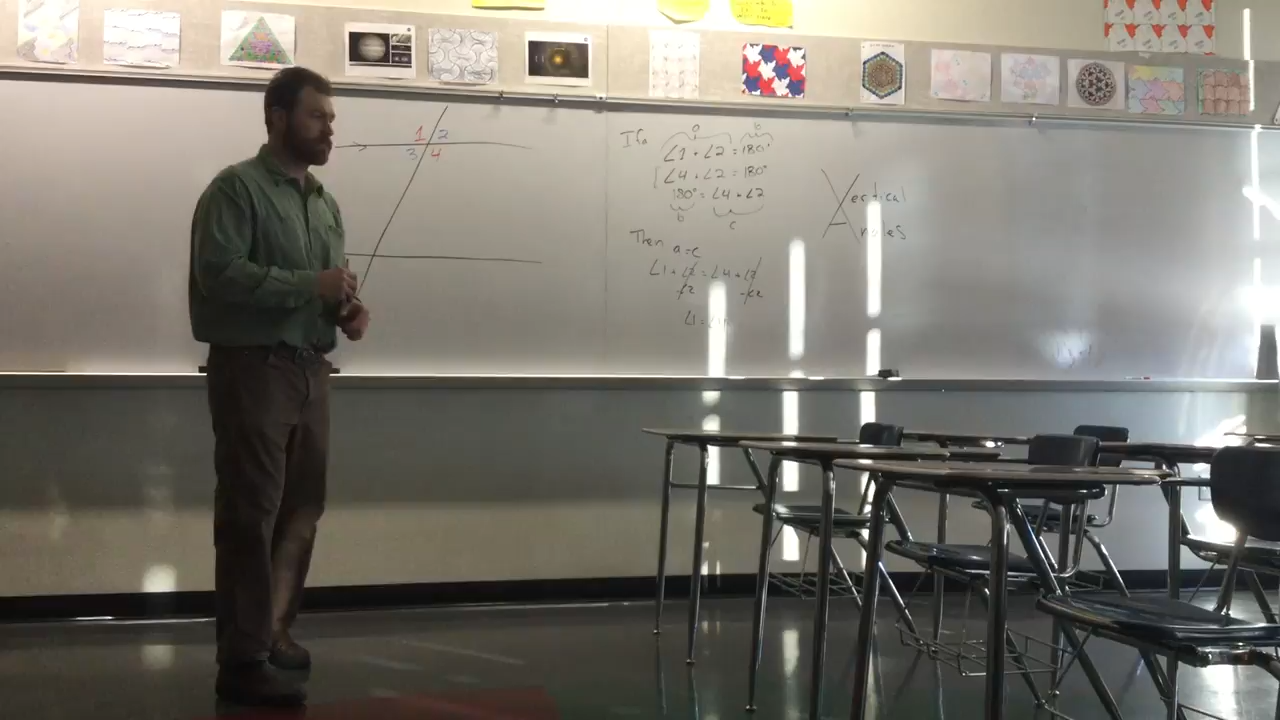 1 2
3 4
If
a b
∠1 + ∠2 = 180°
∠4 + ∠2 = 180°
180° = ∠4 + ∠2
b c
Then a=c
∠1 + ∠2 = ∠4 + ∠2
-∠2 -∠2
Vertical
Angles